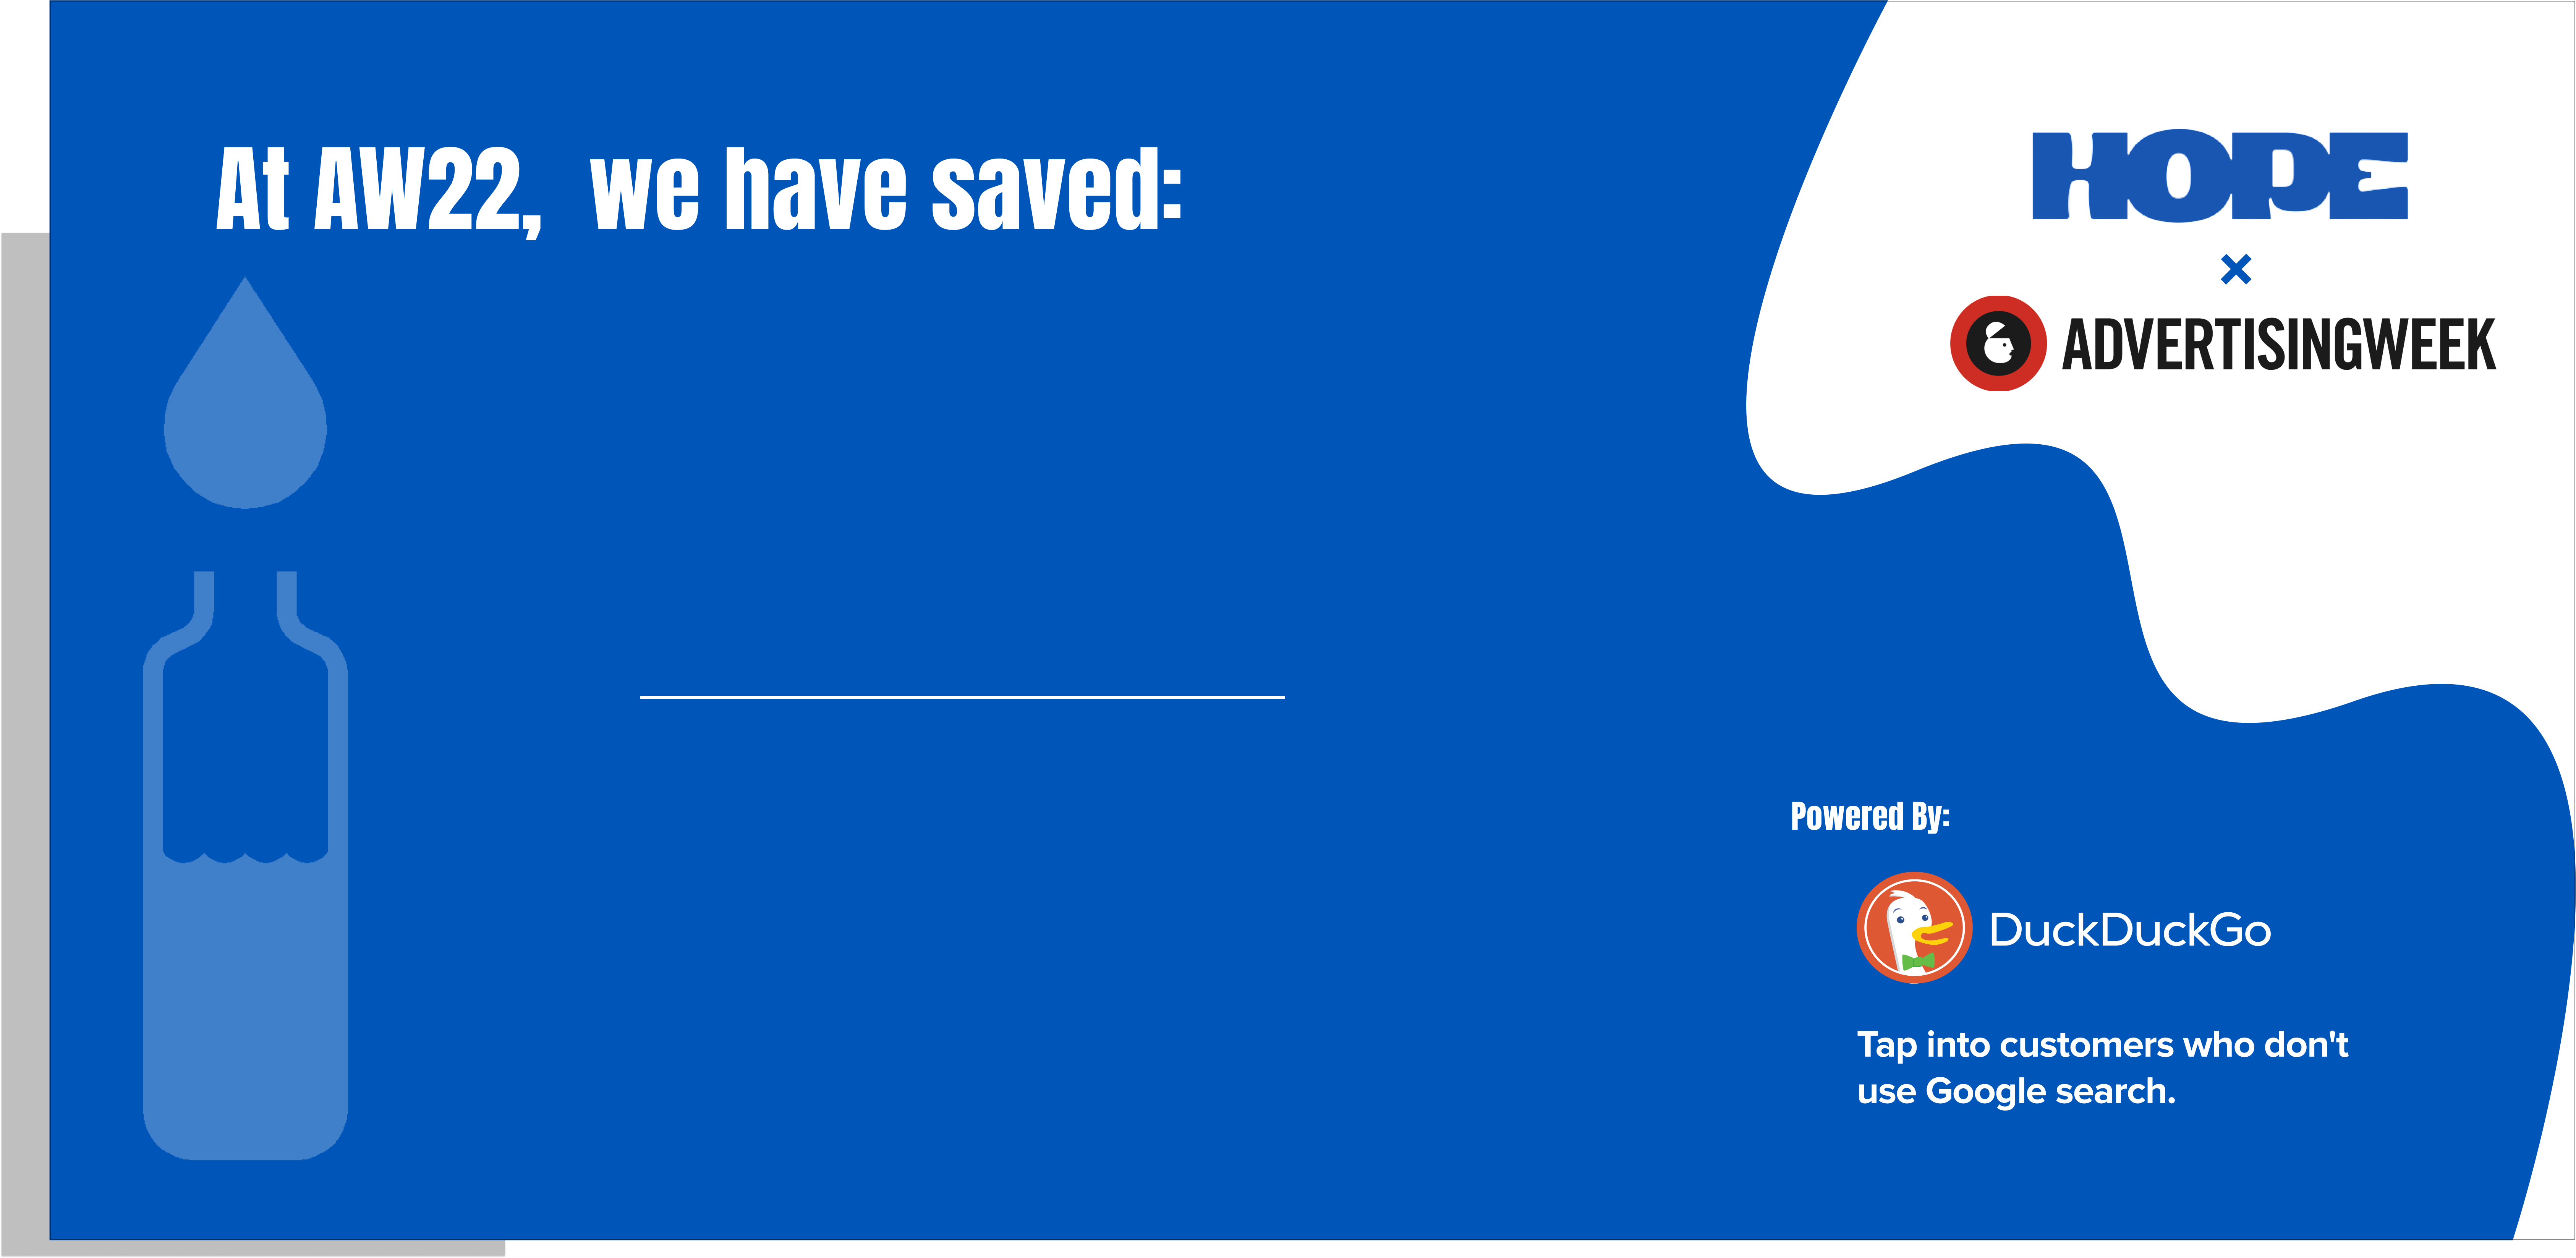 At AW22, we have saved:
HOPE
×
ADVERTISINGWEEK
Powered By:
DuckDuckGo
Tap into customers who don't
use Google search.